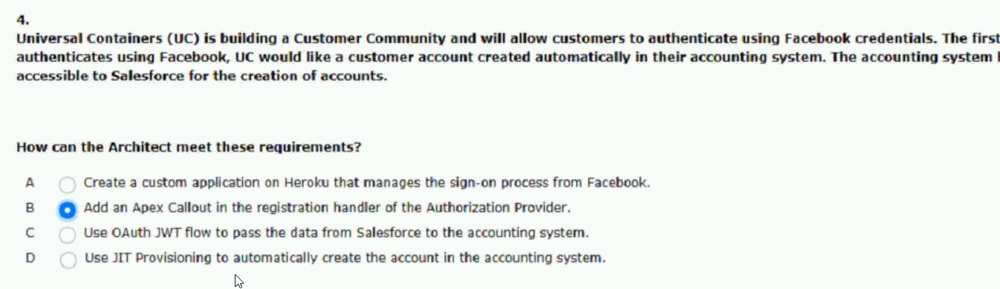 4.
Universal Containers (UC) is building a Customer Community and will allow customers to authenticate using Facebook credentials. The first
authenticates using Facebook, UC would like a customer account created automatically in their accounting system. The accounting system
accessible to Salesforce for the creation of accounts.
How can the Architect meet these requirements?
A Create a custom application on Heroku that manages the sign-on process from Facebook.
B Add an Apex Callout in the registration handler of the Authorization Provider.
C Use OAuth JWT flow to pass the data from Salesforce to the accounting system.
D Use JIT Provisioning to automatically create the account in the accounting system.